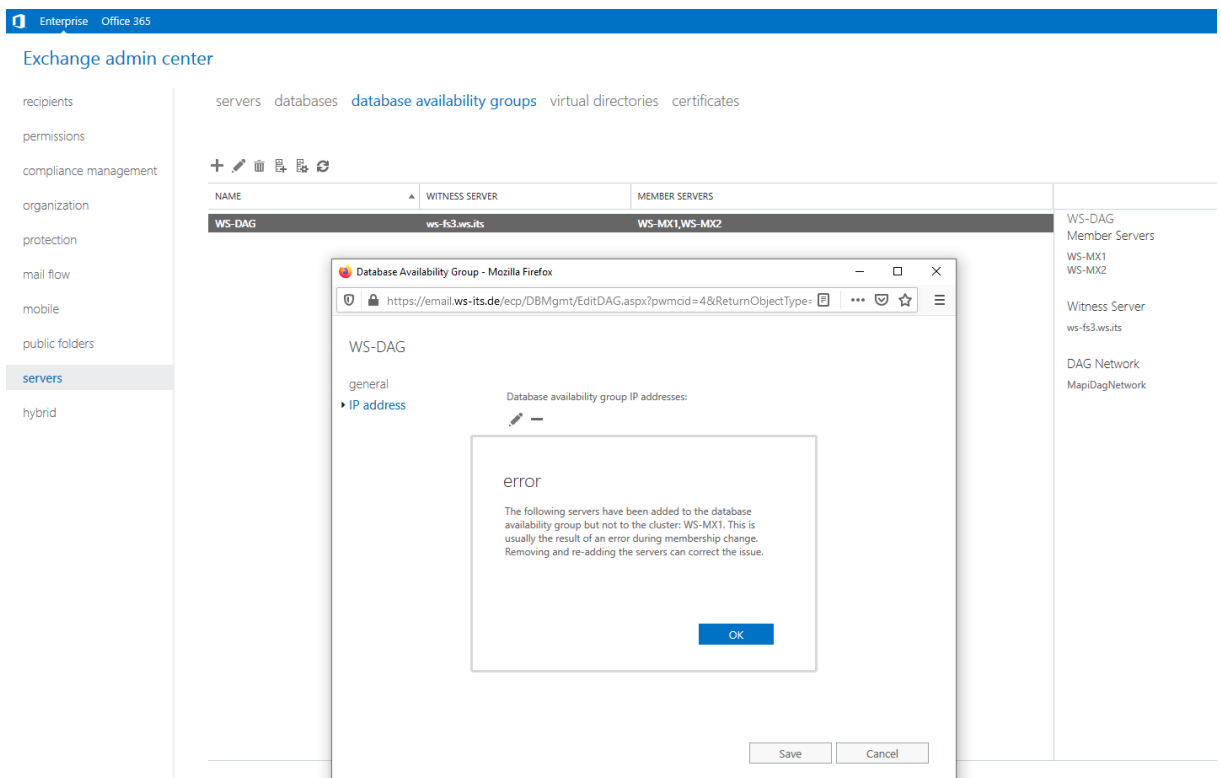 Enterprise Office 365
Exchange admin center
recipients
permissions
compliance management
organization
protection
mail flow
mobile
public folders
servers
hybrid
servers databases database availability groups virtual directories certificates
NAME WITNESS SERVER MEMBER SERVERS
WS-DAG ws-fs3.ws.its WS-MX1,WS-MX2
WS-DAG
Member Servers
WS-MX1
WS-MX2
Witness Server
ws-fs3.ws.its
DAG Network
MapiDagNetwork
Database Availability Group - Mozilla Firefox
https://email.ws-its.de/ecp/DBMgmt/EditDAG.aspx?pwmcid=4&ReturnObjectType=
WS-DAG
general
IP address
Database availability group IP addresses:
error
The following servers have been added to the database
availability group but not to the cluster: WS-MX1. This is
usually the result of an error during membership change.
Removing and re-adding the servers can correct the issue.
OK
Save Cancel